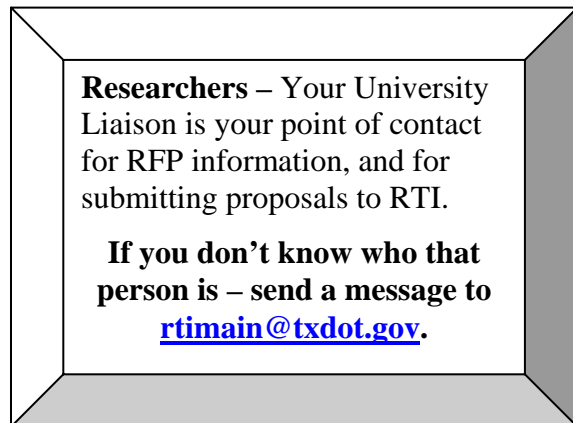 Researchers – Your University
Liaison is your point of contact
for RFP information, and for
submitting proposals to RTI.
If you don’t know who that
person is – send a message to
rtimain@txdot.gov.